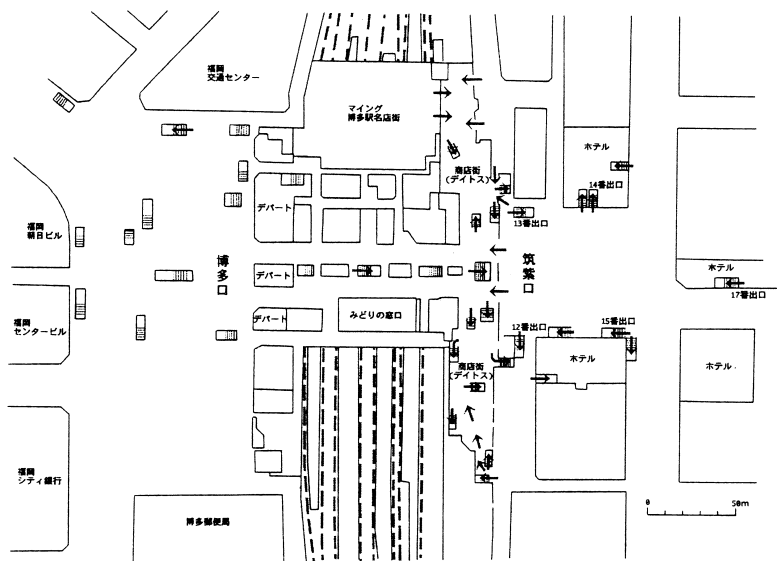 福岡
交通センター
マイング
博多駅名店街
ホテル
商店街
(デイトス)
14番出口
デパート
13番出口
福岡
朝日ビル
博多口
筑紫口
デパート
ホテル
17番出口
デパート
みどりの窓口
12番出口
15番出口
福岡
センタービル
商店街
(デイトス)
ホテル
ホテル
福岡
シティ銀行
博多郵便局
0
50m